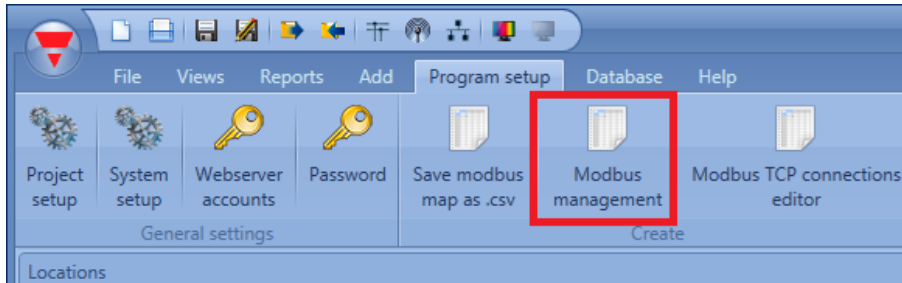 File Views Reports Add Program setup Database Help
Project setup
System setup
Webserver accounts
Password
Save modbus map as .csv
Modbus management
Modbus TCP connections editor
General settings
Create
Locations